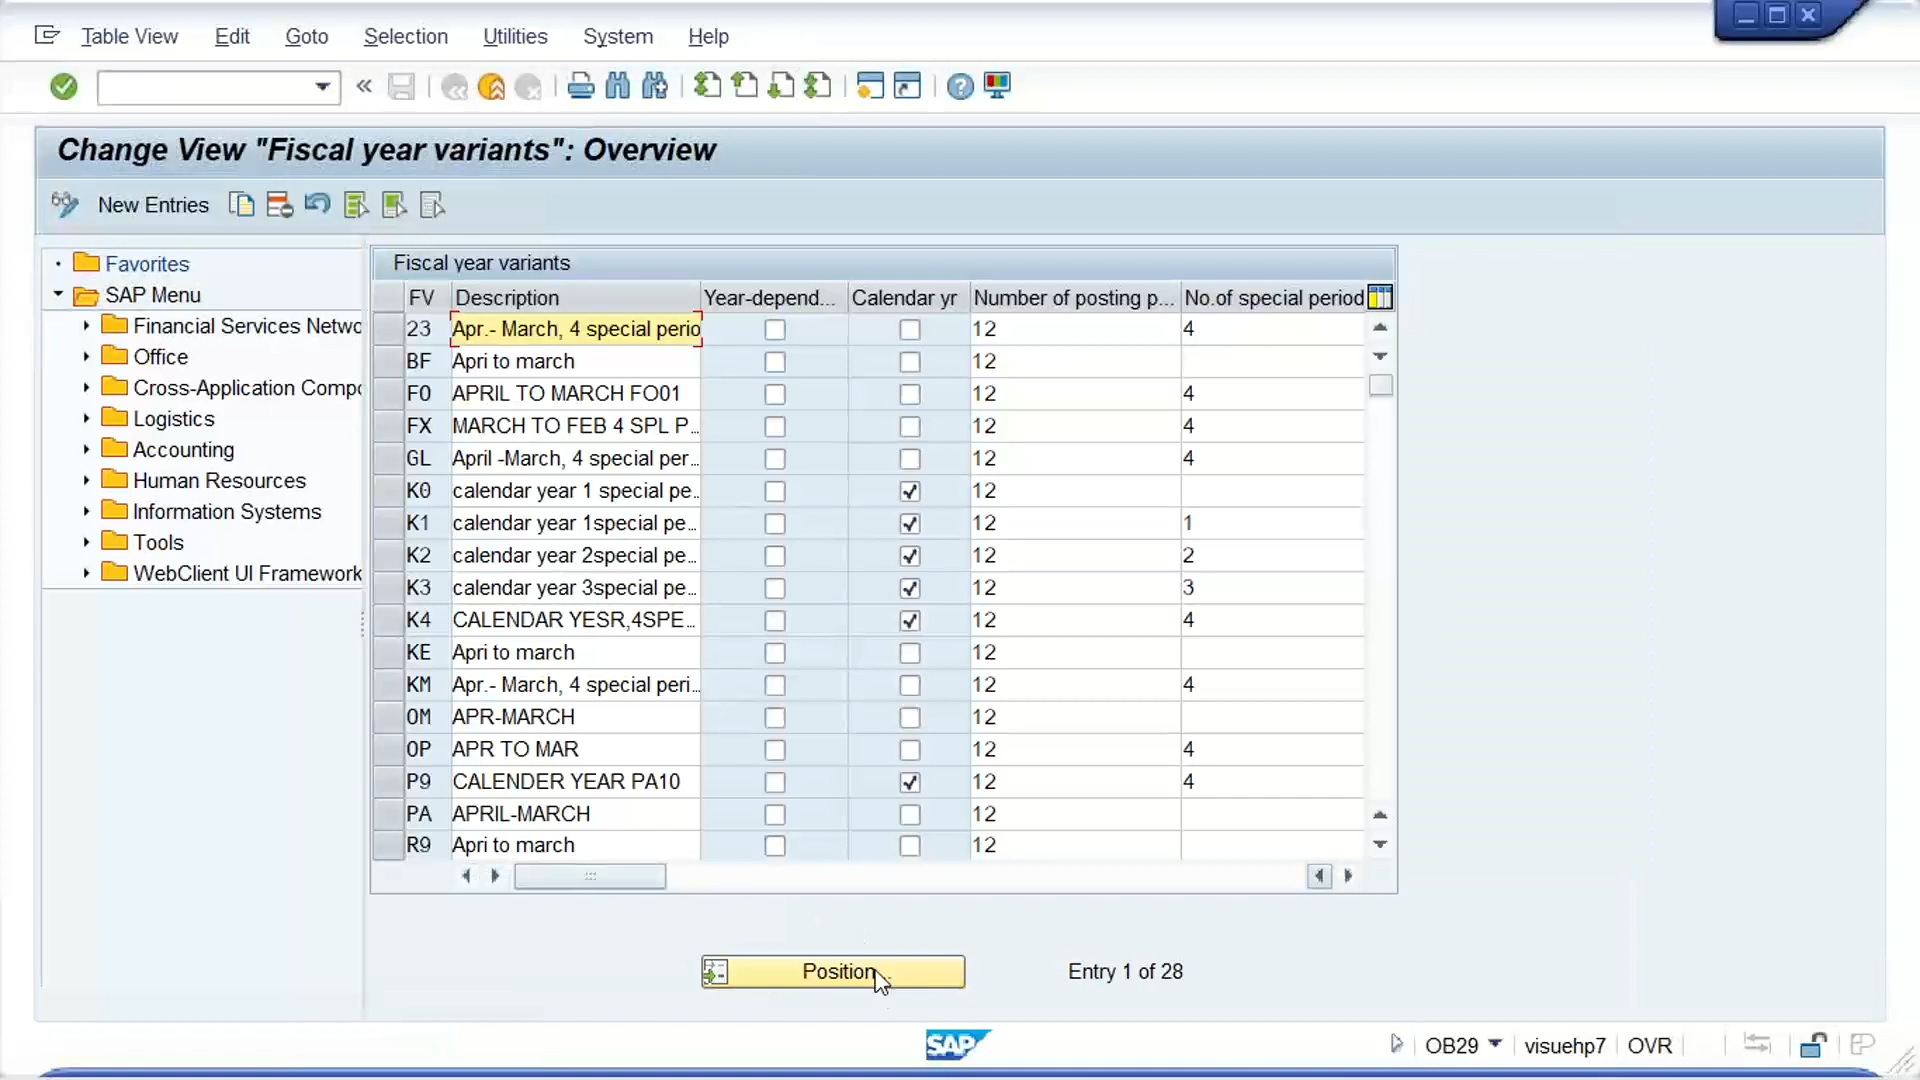 Table View Edit Goto Selection Utilities System Help
Change View "Fiscal year variants": Overview
New Entries
Favorites
SAP Menu
Financial Services Netwo
Office
Cross-Application Compo
Logistics
Accounting
Human Resources
Information Systems
Tools
WebClient UI Framework
Fiscal year variants
FV Description Year-depend... Calendar yr Number of posting p... No.of special period
23 Apr.- March, 4 special perio 12 4
BF Apri to march 12
FO APRIL TO MARCH FO01 12 4
FX MARCH TO FEB 4 SPL P... 12 4
GL April -March, 4 special per... 12 4
K0 calendar year 1 special pe... 12
K1 calendar year 1special pe... 12 1
K2 calendar year 2special pe... 12 2
K3 calendar year 3special pe... 12 3
K4 CALENDAR YESR,4SPE... 12 4
KE Apri to march 12
KM Apr.- March, 4 special peri... 12 4
OM APR-MARCH 12
OP APR TO MAR 12 4
P9 CALENDER YEAR PA10 12 4
PA APRIL-MARCH 12
R9 Apri to march 12
Position... Entry 1 of 28
SAP OB29 visuehp7 OVR